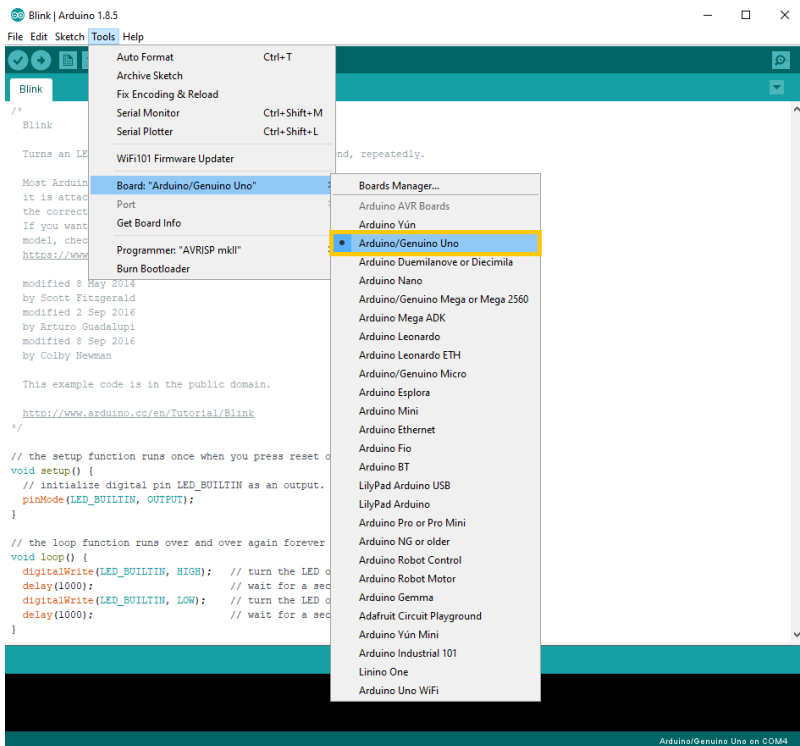 Blink | Arduino 1.8.5
File Edit Sketch Tools Help
Blink
Auto Format Ctrl+T
Archive Sketch
Fix Encoding & Reload
Serial Monitor Ctrl+Shift+M
Serial Plotter Ctrl+Shift+L
WiFi101 Firmware Updater
Board: "Arduino/Genuino Uno"
Port
Get Board Info
Programmer: "AVRISP mkII"
Burn Bootloader
Boards Manager...
Arduino AVR Boards
Arduino Yún
Arduino/Genuino Uno
Arduino Duemilanove or Diecimila
Arduino Nano
Arduino/Genuino Mega or Mega 2560
Arduino Mega ADK
Arduino Leonardo
Arduino Leonardo ETH
Arduino/Genuino Micro
Arduino Esplora
Arduino Mini
Arduino Ethernet
Arduino Fio
Arduino BT
LilyPad Arduino USB
LilyPad Arduino
Arduino Pro or Pro Mini
Arduino NG or older
Arduino Robot Control
Arduino Robot Motor
Arduino Gemma
Adafruit Circuit Playground
Arduino Yún Mini
Arduino Industrial 101
Linino One
Arduino Uno WiFi
/*
Blink
Turns an LE nd, repeatedly.
Most Arduin
it is attac
the correct
If you want
model, chec
https://www
modified 8 May 2014
by Scott Fitzgerald
modified 2 Sep 2016
by Arturo Guadalupi
modified 8 Sep 2016
by Colby Newman
This example code is in the public domain.
http://www.arduino.cc/en/Tutorial/Blink
*/
// the setup function runs once when you press reset o
void setup() {
// initialize digital pin LED_BUILTIN as an output.
pinMode(LED_BUILTIN, OUTPUT);
}
// the loop function runs over and over again forever
void loop() {
digitalWrite(LED_BUILTIN, HIGH); // turn the LED o
delay(1000); // wait for a sec
digitalWrite(LED_BUILTIN, LOW); // turn the LED o
delay(1000); // wait for a sec
}
Arduino/Genuino Uno on COM4